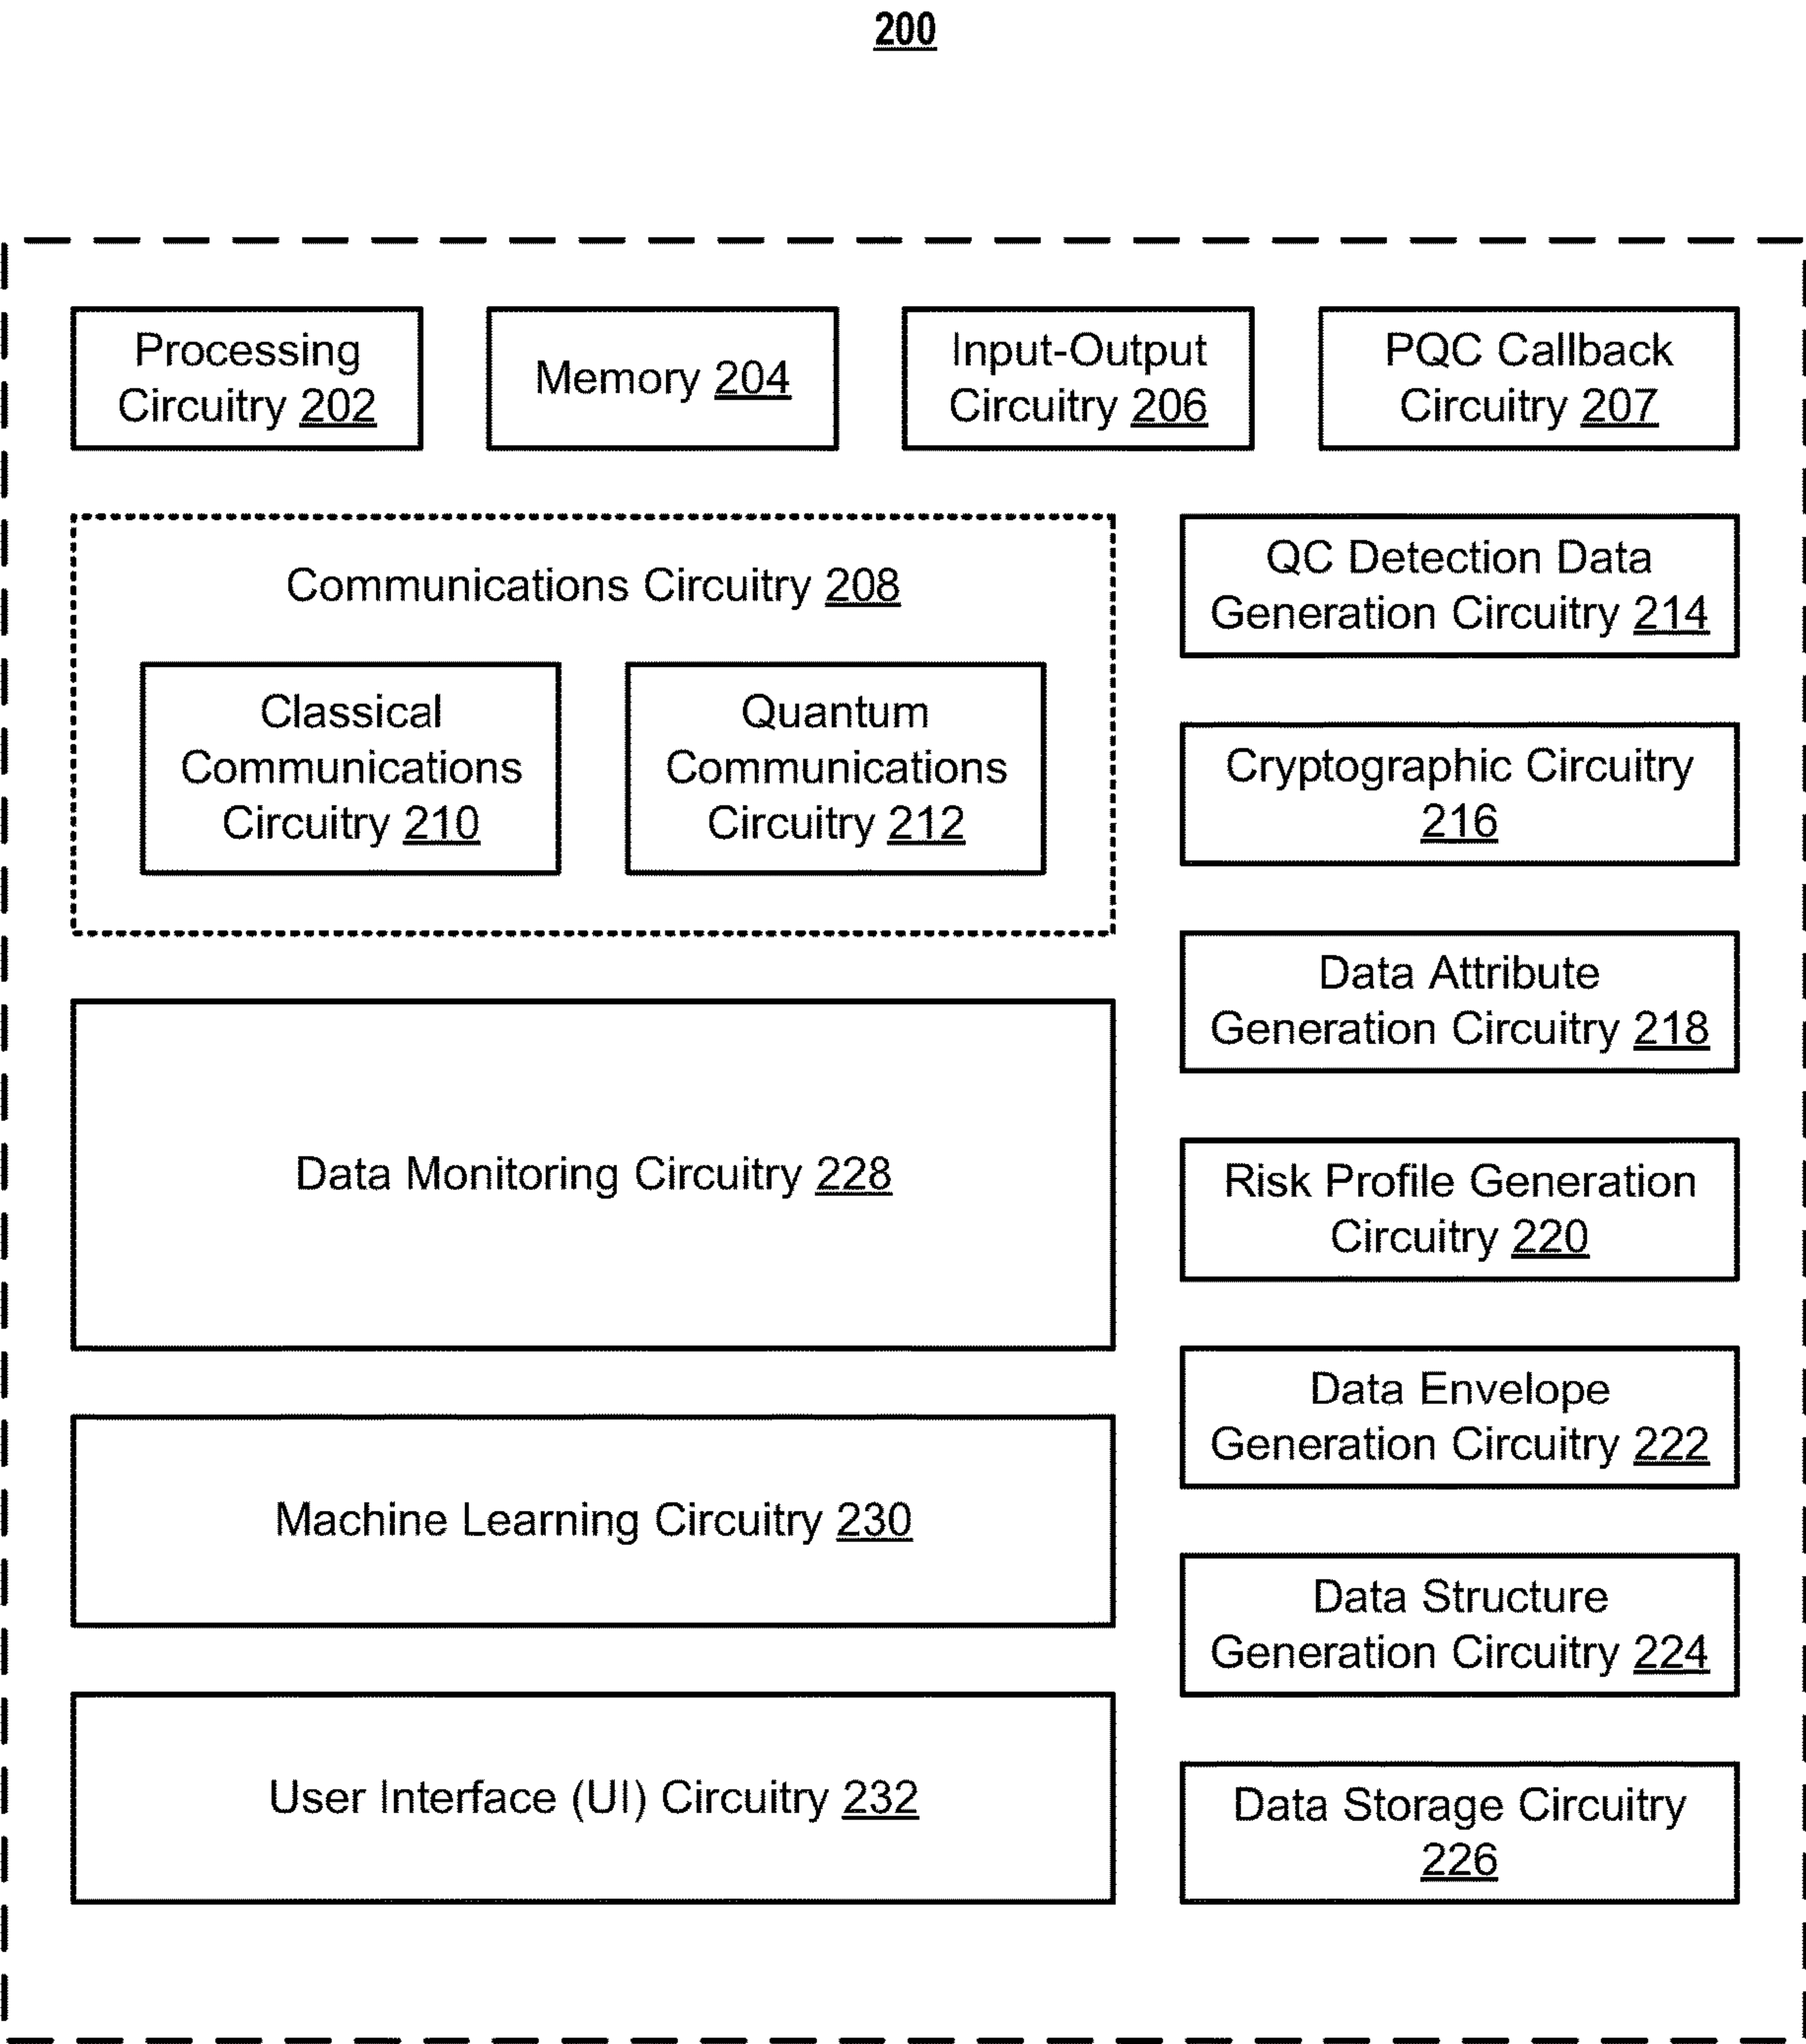 200
Processing
Circuitry 202
Memory 204
Input-Output
Circuitry 206
PQC Callback
Circuitry 207
Communications Circuitry 208
Classical
Communications
Circuitry 210
Quantum
Communications
Circuitry 212
QC Detection Data
Generation Circuitry 214
Cryptographic Circuitry
216
Data Attribute
Generation Circuitry 218
Data Monitoring Circuitry 228
Risk Profile Generation
Circuitry 220
Data Envelope
Generation Circuitry 222
Machine Learning Circuitry 230
Data Structure
Generation Circuitry 224
User Interface (UI) Circuitry 232
Data Storage Circuitry
226